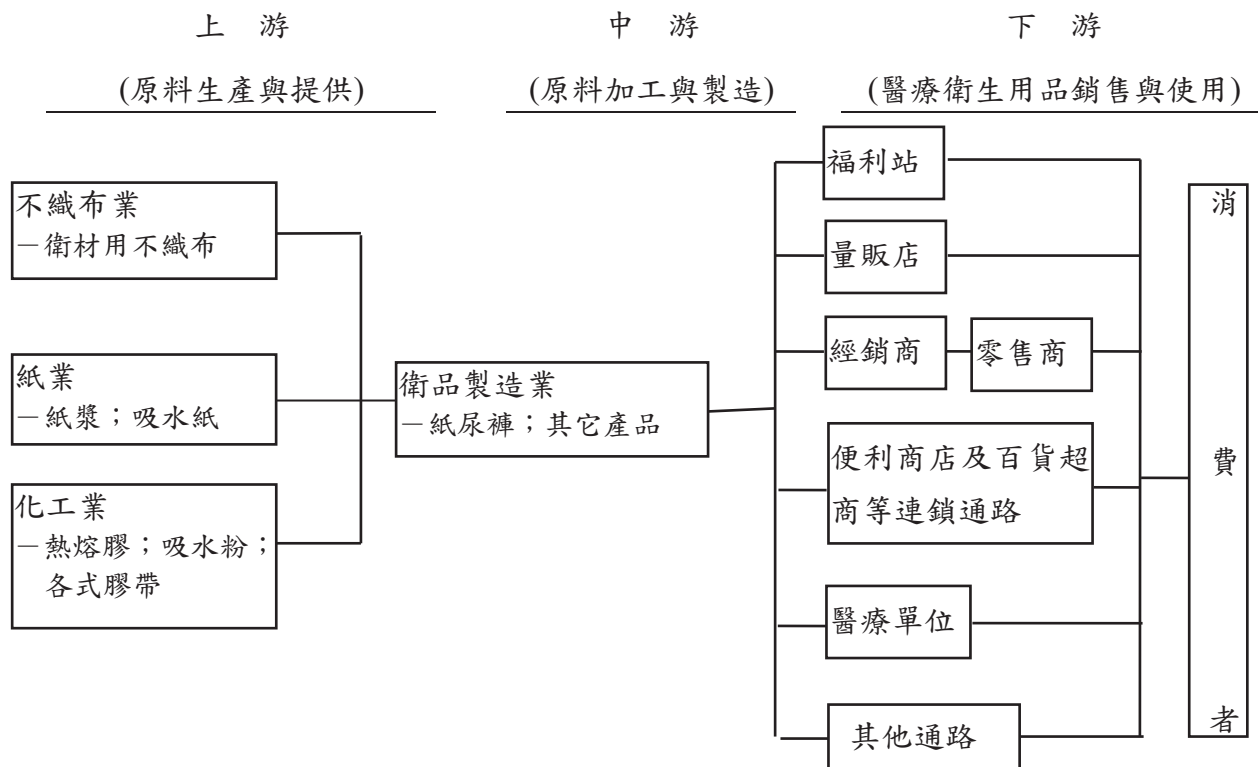 上 游
(原料生產與提供)
中 游
(原料加工與製造)
下 游
(醫療衛生用品銷售與使用)
不織布業
－衛材用不織布
紙業
－紙漿；吸水紙
化工業
－熱熔膠；吸水粉；
各式膠帶
衛品製造業
－紙尿褲；其它產品
福利站
量販店
經銷商
零售商
便利商店及百貨超
商等連鎖通路
醫療單位
其他通路
消
費
者